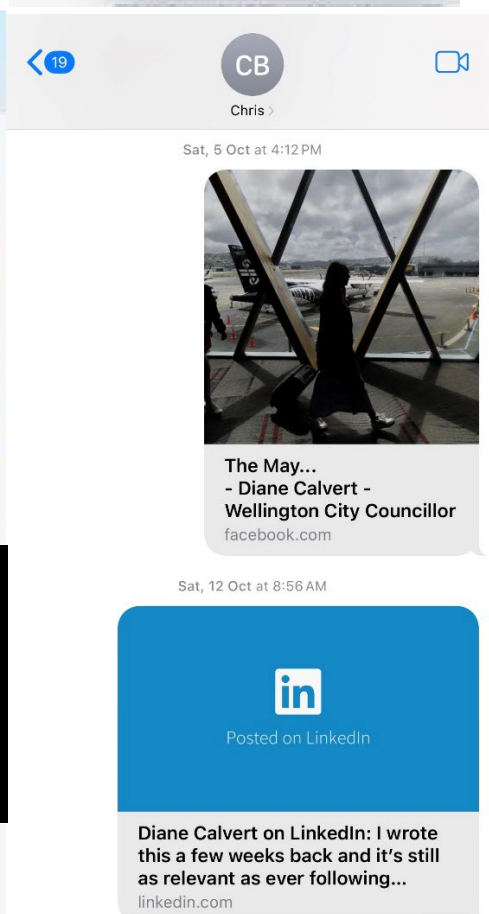 19
CB
Chris
Sat, 5 Oct at 4:12 PM
The May...
- Diane Calvert -
Wellington City Councillor
facebook.com
Sat, 12 Oct at 8:56 AM
in
Posted on LinkedIn
Diane Calvert on LinkedIn: I wrote
this a few weeks back and it's still
as relevant as ever following...
linkedin.com